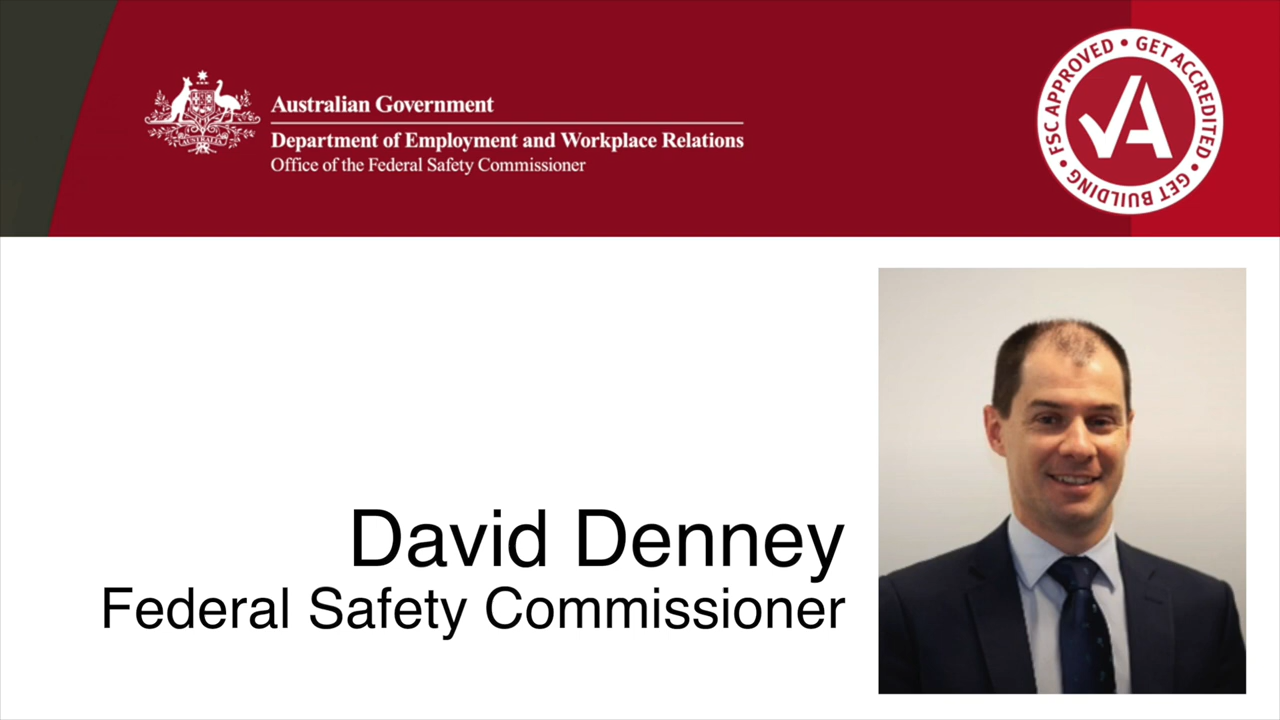 Australian Government
Department of Employment and Workplace Relations
Office of the Federal Safety Commissioner
FSC APPROVED • GET ACCREDITED • GET BUILDING •
AUSTRALIA
David Denney
Federal Safety Commissioner